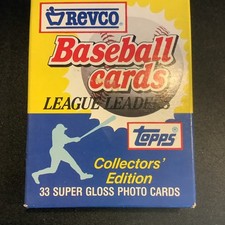 REVCO
Baseball
cards
LEAGUE LEADERS
TOPPS
Collectors'
Edition
33 SUPER GLOSS PHOTO CARDS